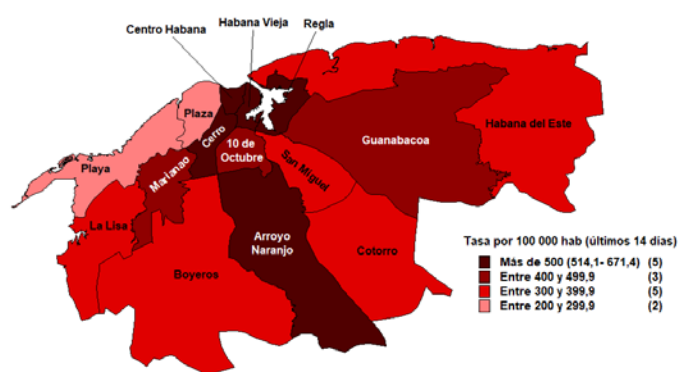 Habana Vieja
Centro Habana
Regla
Plaza
Cerro
Guanabacoa
Habana del Este
10 de
Octubre
Playa
Marianao
San Miguel
La Lisa
Arroyo
Naranjo
Cotorro
Boyeros
Tasa por 100 000 hab (últimos 14 días)
Más de 500 (514,1- 671,4) (5)
Entre 400 y 499,9 (3)
Entre 300 y 399,9 (5)
Entre 200 y 299,9 (2)